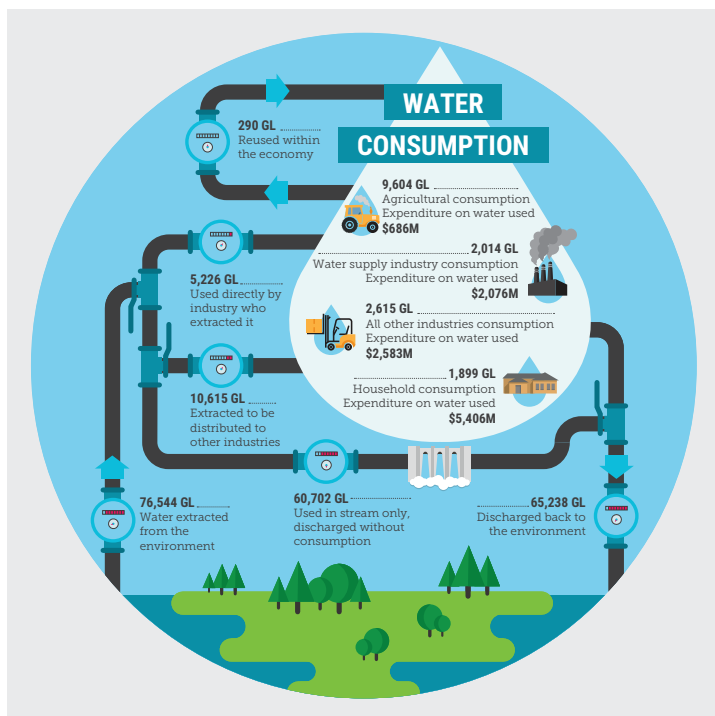 WATER
CONSUMPTION
290 GL
Reused within
the economy
9,604 GL
Agricultural consumption
Expenditure on water used
$686M
2,014 GL
Water supply industry consumption
Expenditure on water used
$2,076M
2,615 GL
All other industries consumption
Expenditure on water used
$2,583M
1,899 GL
Household consumption
Expenditure on water used
$5,406M
5,226 GL
Used directly by
industry who
extracted it
10,615 GL
Extracted to be
distributed to
other industries
76,544 GL
Water extracted
from the
environment
60,702 GL
Used in stream only,
discharged without
consumption
65,238 GL
Discharged back to
the environment